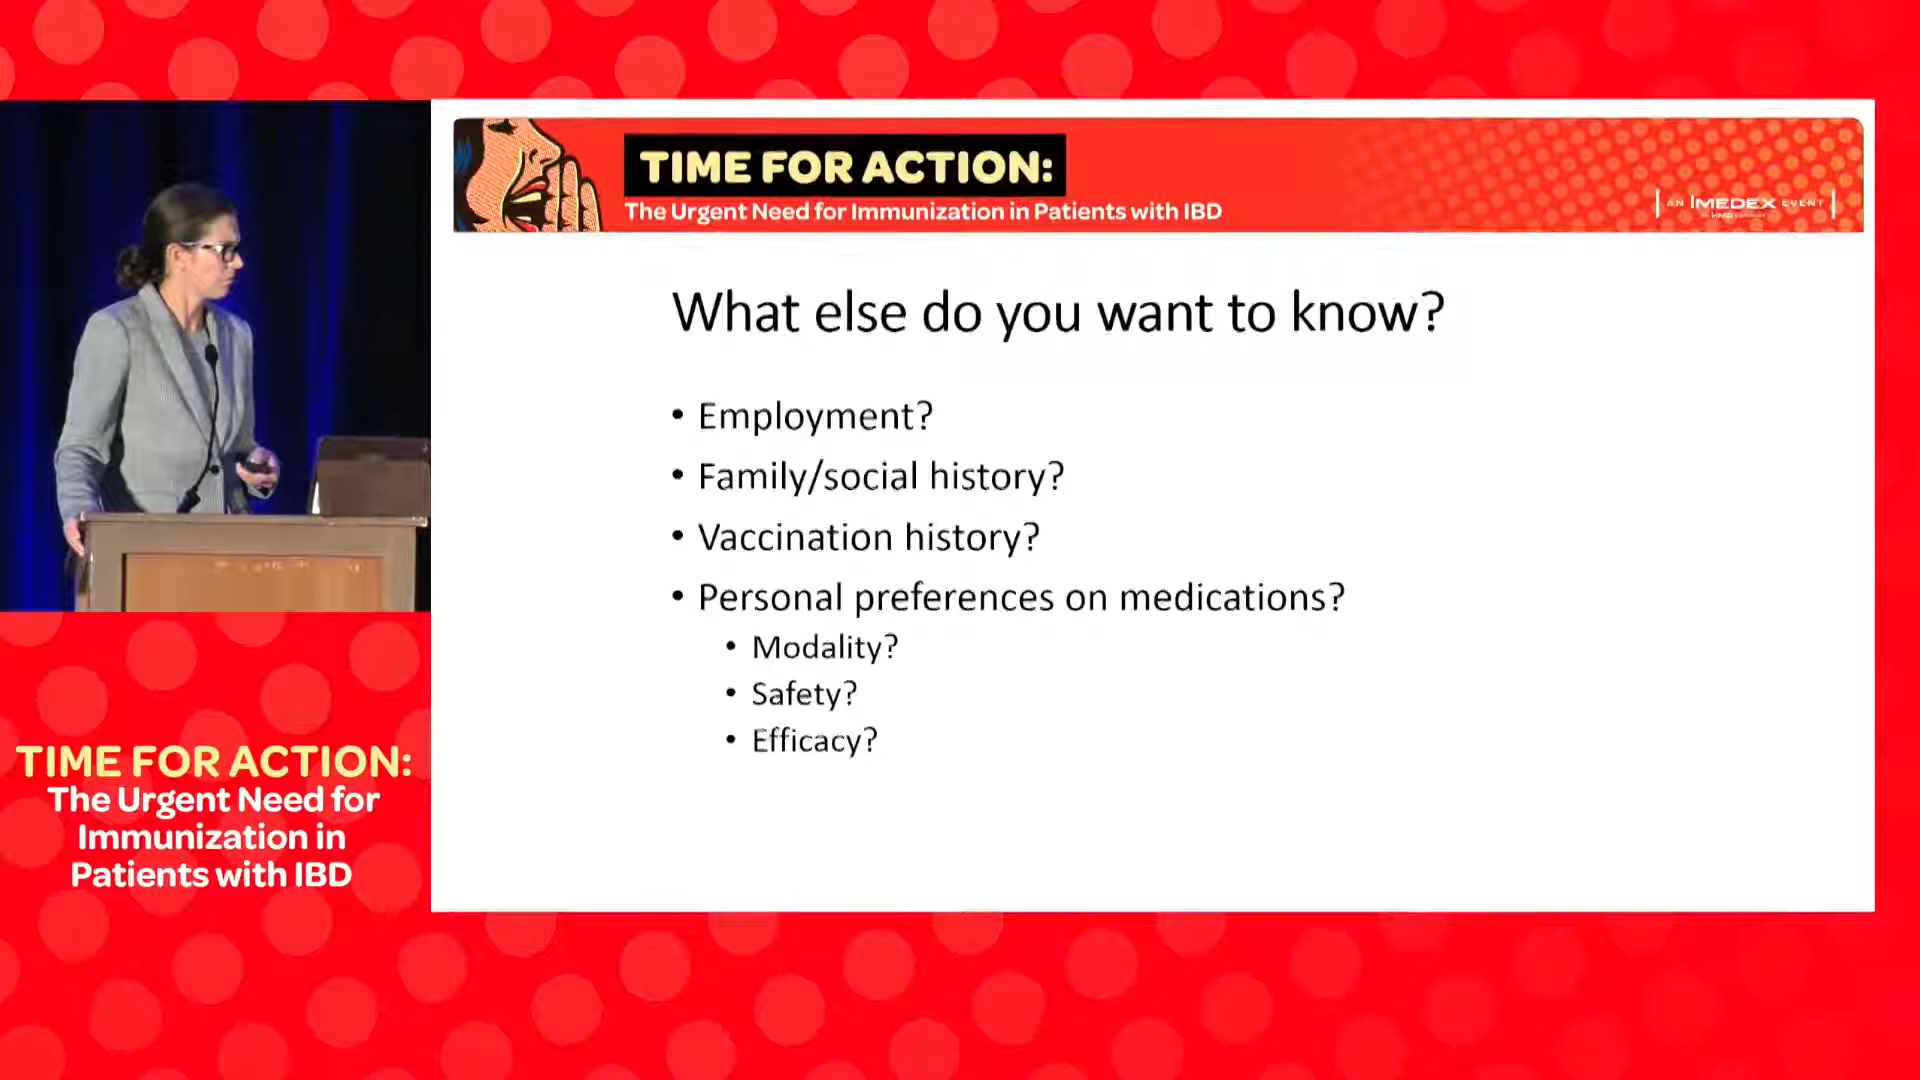 TIME FOR ACTION:
The Urgent Need for Immunization in Patients with IBD
AN IMEDEX EVENT
What else do you want to know?
• Employment?
• Family/social history?
• Vaccination history?
• Personal preferences on medications?
• Modality?
• Safety?
• Efficacy?
TIME FOR ACTION:
The Urgent Need for
Immunization in
Patients with IBD